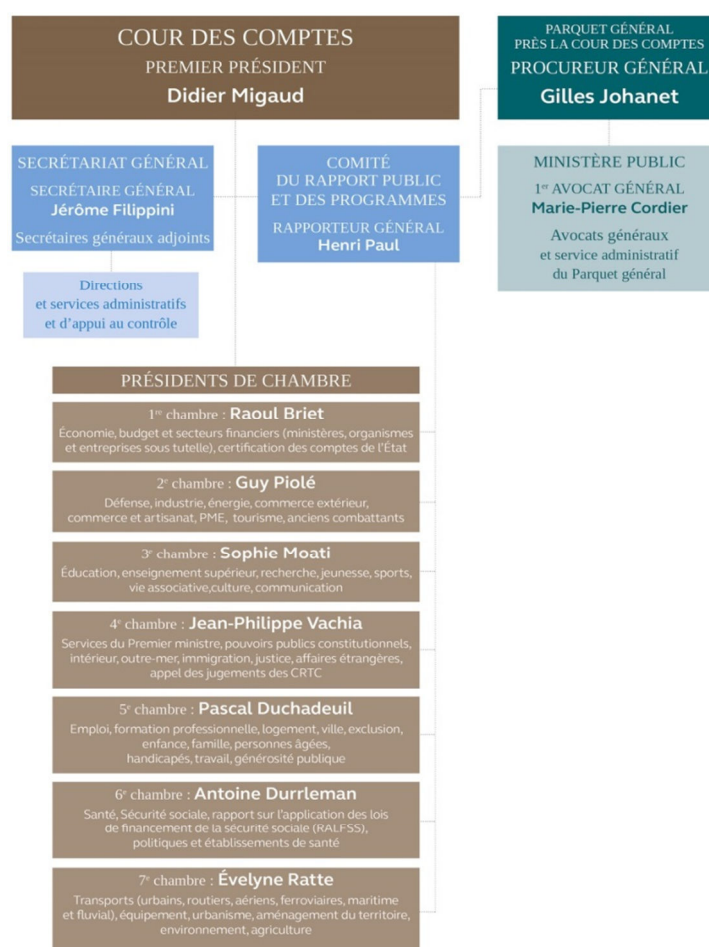 COUR DES COMPTES
PREMIER PRÉSIDENT
Didier Migaud
PARQUET GÉNÉRAL
PRÈS LA COUR DES COMPTES
PROCUREUR GÉNÉRAL
Gilles Johanet
SECRÉTARIAT GÉNÉRAL
SECRÉTAIRE GÉNÉRAL
Jérôme Filippini
Secrétaires généraux adjoints
COMITÉ
DU RAPPORT PUBLIC
ET DES PROGRAMMES
RAPPORTEUR GÉNÉRAL
Henri Paul
MINISTÈRE PUBLIC
1er AVOCAT GÉNÉRAL
Marie-Pierre Cordier
Avocats généraux
et service administratif
du Parquet général
Directions
et services administratifs
et d’appui au contrôle
PRÉSIDENTS DE CHAMBRE
1re chambre : Raoul Briet
Économie, budget et secteurs financiers (ministères, organismes
et entreprises sous tutelle), certification des comptes de l’État
2e chambre : Guy Piolé
Défense, industrie, énergie, commerce extérieur,
commerce et artisanat, PME, tourisme, anciens combattants
3e chambre : Sophie Moati
Éducation, enseignement supérieur, recherche, jeunesse, sports,
vie associative,culture, communication
4e chambre : Jean-Philippe Vachia
Services du Premier ministre, pouvoirs publics constitutionnels,
intérieur, outre-mer, immigration, justice, affaires étrangères,
appel des jugements des CRTC
5e chambre : Pascal Duchadeuil
Emploi, formation professionnelle, logement, ville, exclusion,
enfance, famille, personnes âgées,
handicapés, travail, générosité publique
6e chambre : Antoine Durrleman
Santé, Sécurité sociale, rapport sur l’application des lois
de financement de la sécurité sociale (RALFSS),
politiques et établissements de santé
7e chambre : Évelyne Ratte
Transports (urbains, routiers, aériens, ferroviaires, maritime
et fluvial), équipement, urbanisme, aménagement du territoire,
environnement, agriculture